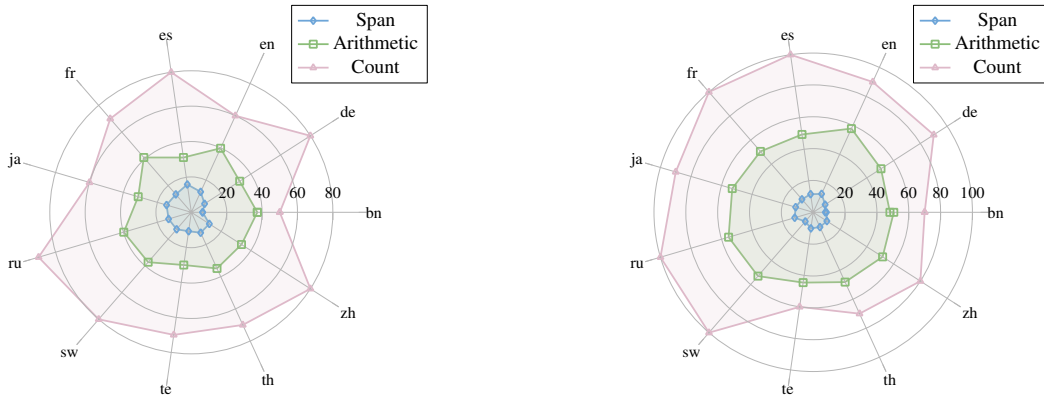 Span
Arithmetic
Count
es
en
fr
de
ja
20 40 60 80
bn
ru
zh
sw
te
th
Span
Arithmetic
Count
es
en
fr
de
ja
20 40 60 80 100
bn
ru
zh
sw
te
th